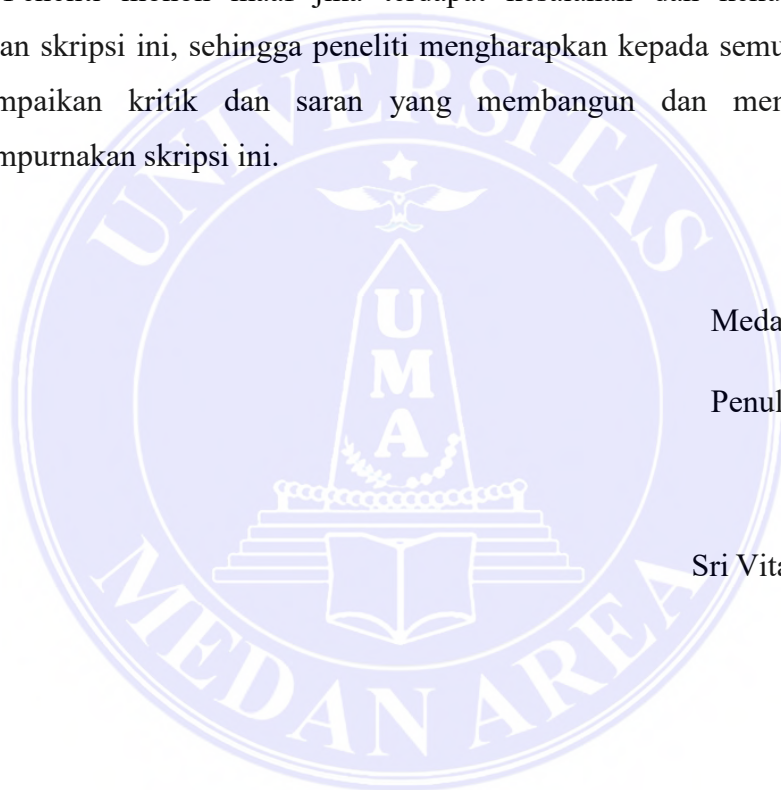 an skripsi ini, sehingga peneliti mengharapkan kepada semu
mpaikan kritik dan saran yang membangun dan men
mpurnakan skripsi ini.
UNIVERSITAS
UMA
Meda
Penul
Sri Vita
MEDAN AREA